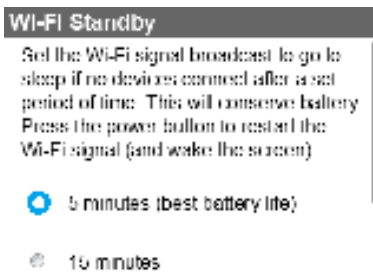 Wi-Fi Standby
Set the Wi-Fi signal broadcast to go to
sleep if no devices connect after a set
period of time. This will conserve battery
Press the power button to restart the
Wi-Fi signal (and wake the screen)
5 minutes (best battery life)
15 minutes